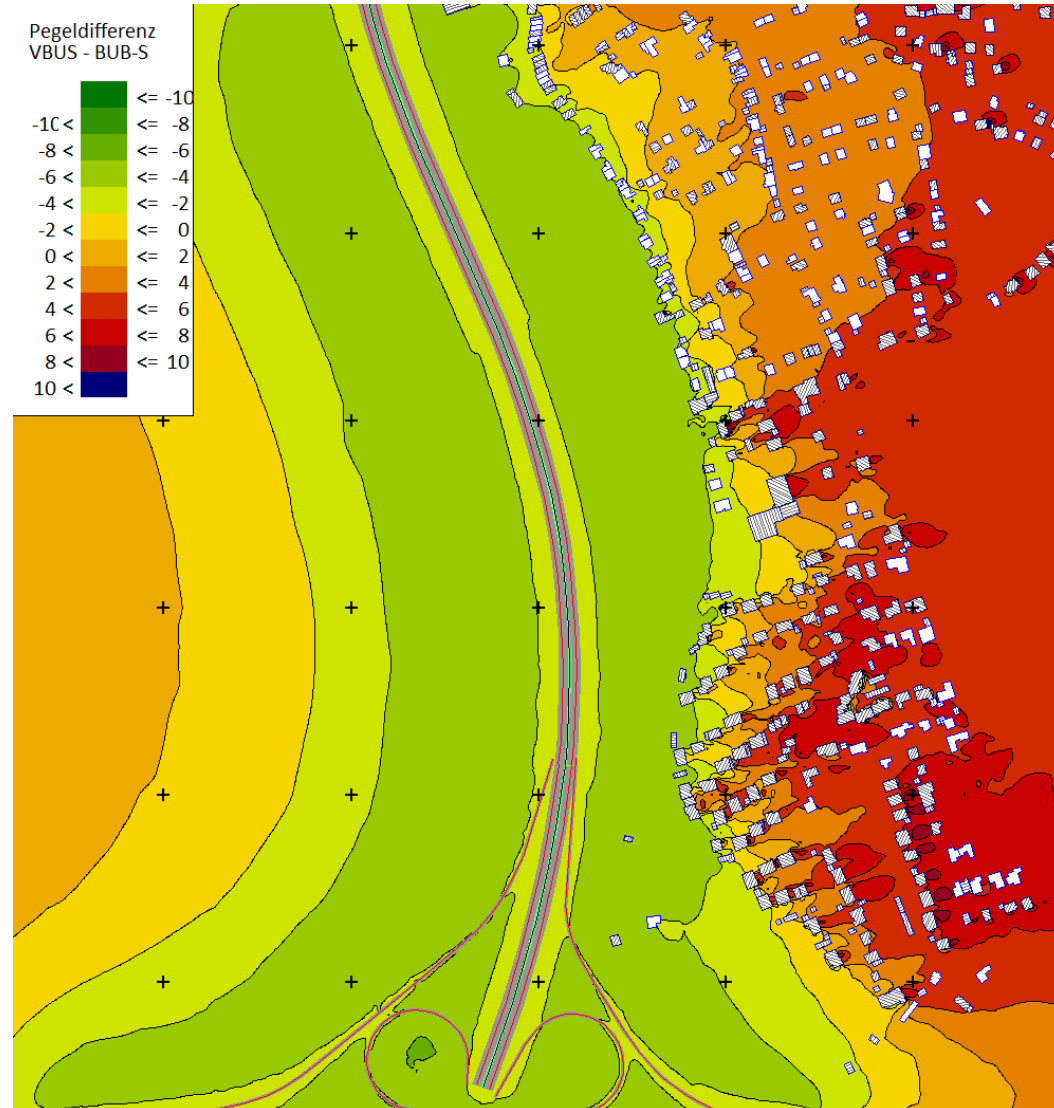 Pegeldifferenz
VBUS - BUB-S
<= -10
-10 < <= -8
-8 < <= -6
-6 < <= -4
-4 < <= -2
-2 < <= 0
0 < <= 2
2 < <= 4
4 < <= 6
6 < <= 8
8 < <= 10
10 <